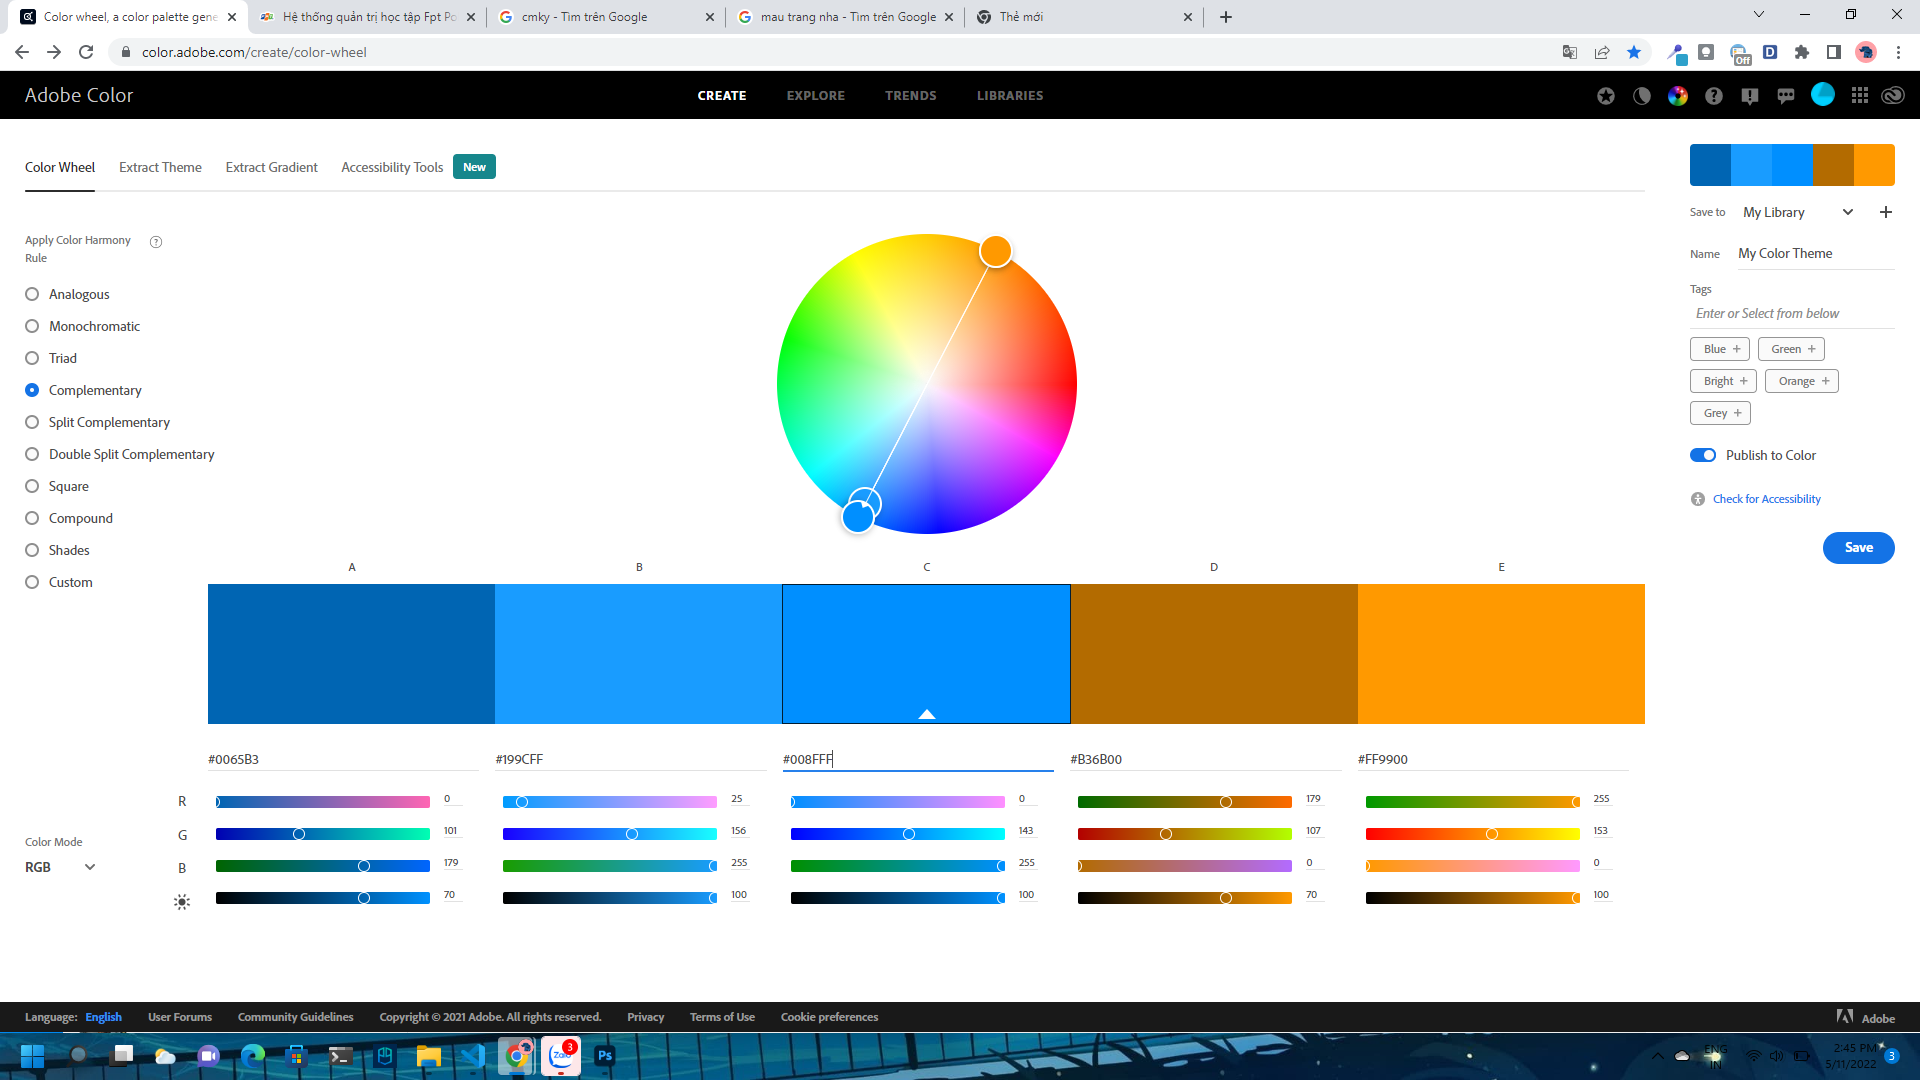 Color wheel, a color palette gene
Hệ thống quản trị học tập Fpt Po
cmky - Tìm trên Google
mau trang nha - Tìm trên Google
Thẻ mới
color.adobe.com/create/color-wheel
Off
D
Adobe Color
CREATE
EXPLORE
TRENDS
LIBRARIES
Color Wheel
Extract Theme
Extract Gradient
Accessibility Tools
New
Apply Color Harmony
Rule
Analogous
Monochromatic
Triad
Complementary
Split Complementary
Double Split Complementary
Square
Compound
Shades
Custom
Save to
My Library
Name
My Color Theme
Tags
Enter or Select from below
Blue +
Green +
Bright +
Orange +
Grey +
Publish to Color
Check for Accessibility
Save
A
B
C
D
E
#0065B3
#199CFF
#008FFF
#B36B00
#FF9900
R
0
25
0
179
255
G
101
156
143
107
153
B
179
255
255
0
0
70
100
100
70
100
Color Mode
RGB
Language: English
User Forums
Community Guidelines
Copyright © 2021 Adobe. All rights reserved.
Privacy
Terms of Use
Cookie preferences
Adobe
Zalo
3
Ps
ENG
IN
2:45 PM
5/11/2022
3